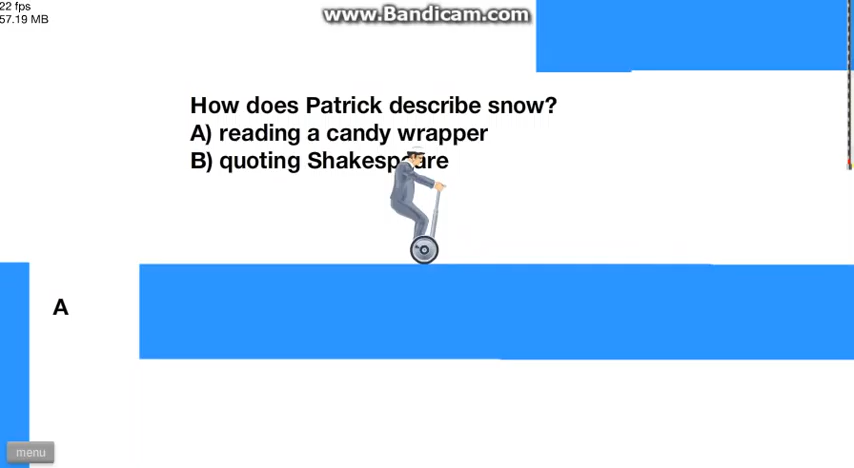 22 fps
57.19 MB
www.Bandicam.com
How does Patrick describe snow?
A) reading a candy wrapper
B) quoting Shakespeare
A
menu